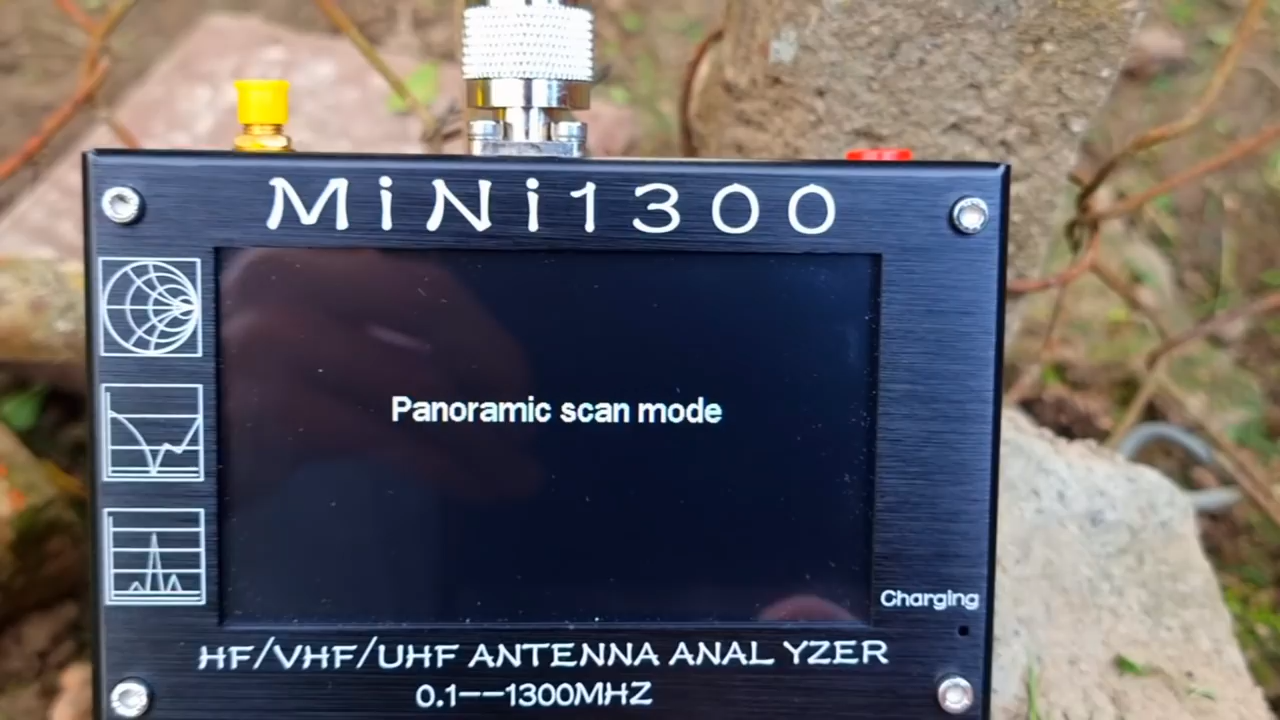 MiNi1300
Panoramic scan mode
Charging
HF/VHF/UHF ANTENNA ANALYZER
0.1--1300MHZ